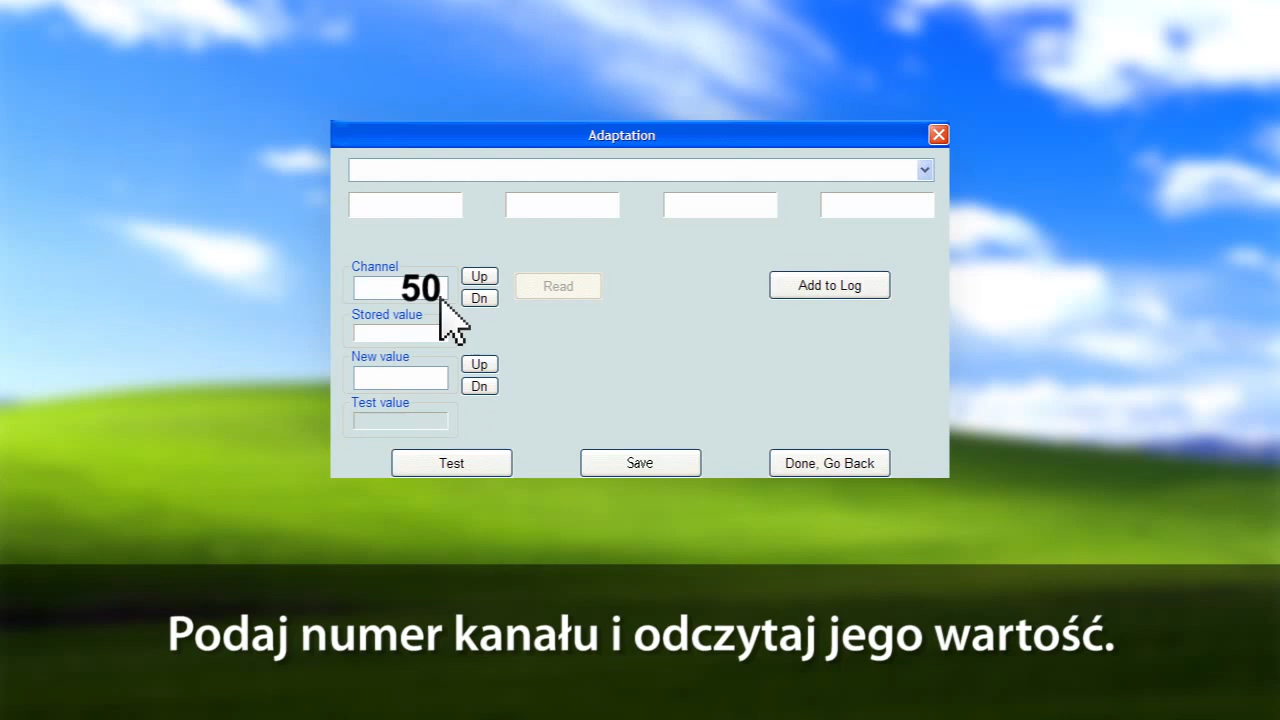 Adaptation
Channel
50
Up
Dn
Read
Add to Log
Stored value
New value
Up
Dn
Test value
Test
Save
Done, Go Back
Podaj numer kanału i odczytaj jego wartość.